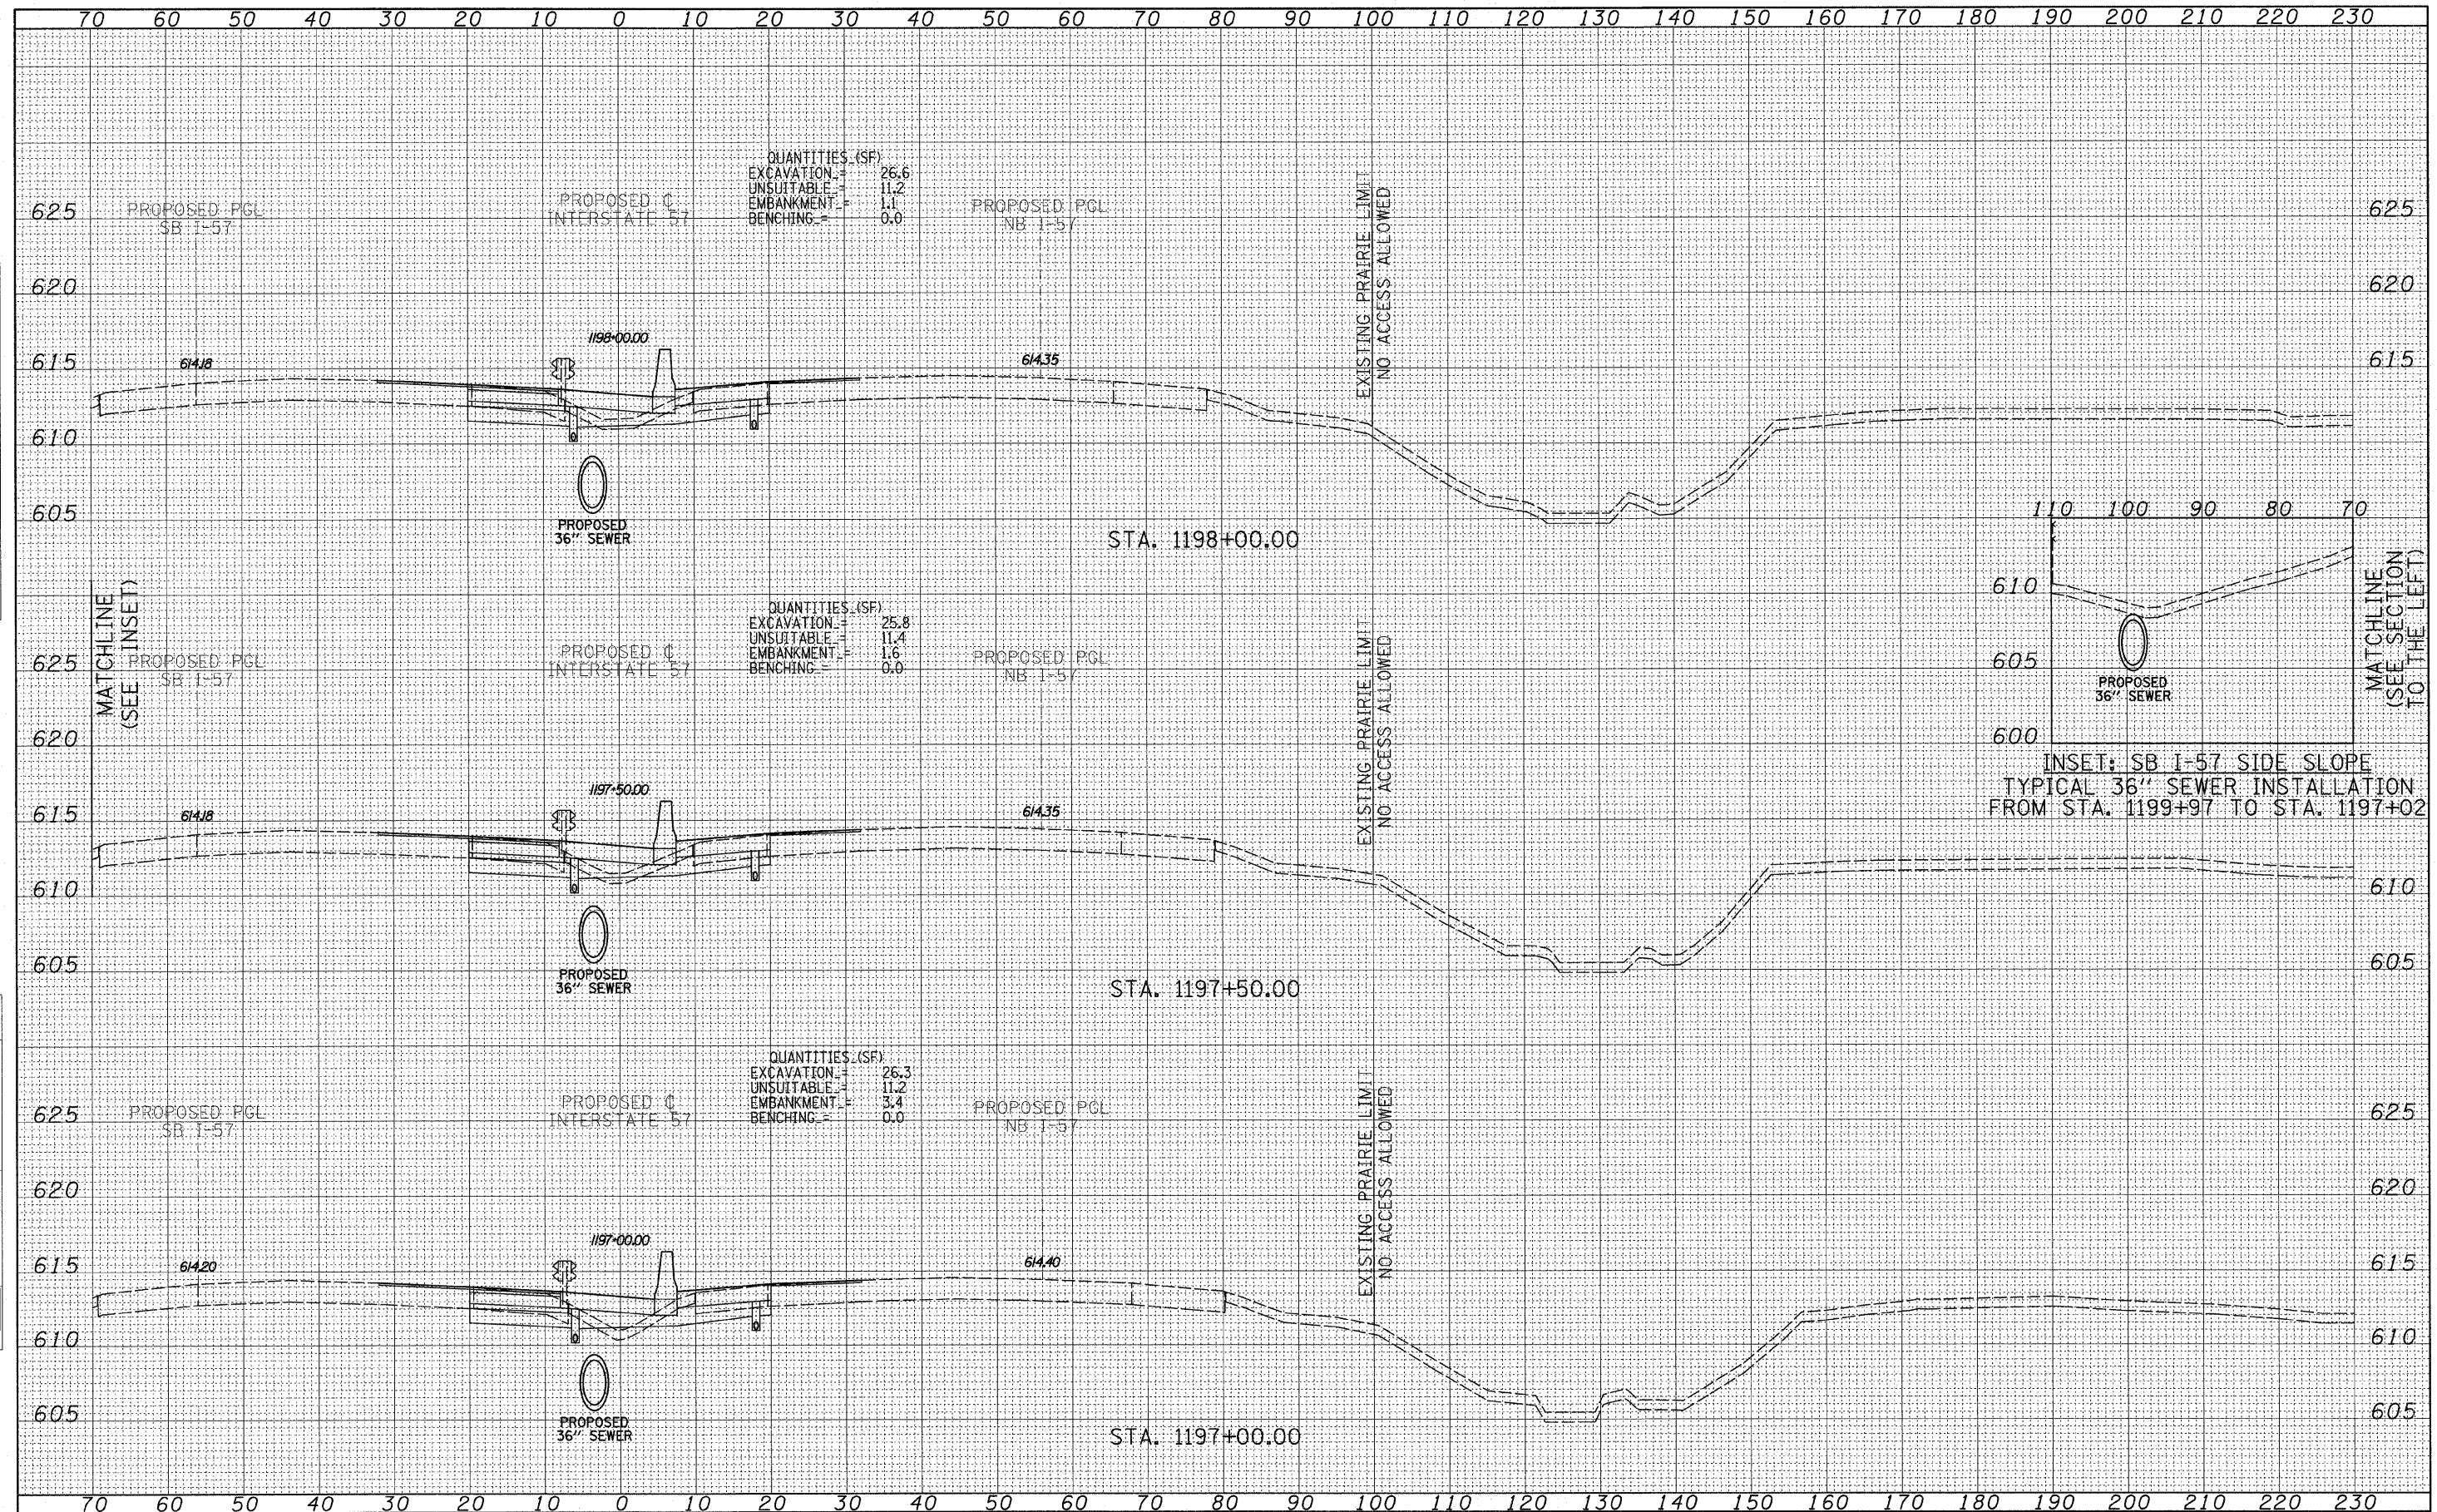 70 60 50 40 30 20 10 0 10 20 30 40 50 60 70 80 90 100 110 120 130 140 150 160 170 180 190 200 210 220 230
QUANTITIES (SF)
EXCAVATION = 26.6
UNSUITABLE = 11.2
EMBANKMENT = 1.1
BENCHING = 0.0
PROPOSED PGL
SB I-57
PROPOSED ℄
INTERSTATE 57
PROPOSED PGL
NB I-57
EXISTING PRAIRIE LIMIT
NO ACCESS ALLOWED
625 625
620 620
1198+00.00
615 615
614.18
614.35
610
605
PROPOSED
36" SEWER
STA. 1198+00.00
110 100 90 80 70
610
605
600
PROPOSED
36" SEWER
MATCHLINE
(SEE SECTION
TO THE LEFT)
INSET: SB I-57 SIDE SLOPE
TYPICAL 36" SEWER INSTALLATION
FROM STA. 1199+97 TO STA. 1197+02
MATCHLINE
(SEE INSET)
QUANTITIES (SF)
EXCAVATION = 25.8
UNSUITABLE = 11.4
EMBANKMENT = 1.6
BENCHING = 0.0
PROPOSED PGL
SB I-57
PROPOSED ℄
INTERSTATE 57
PROPOSED PGL
NB I-57
EXISTING PRAIRIE LIMIT
NO ACCESS ALLOWED
625
620
1197+50.00
615
614.18
614.35
610 610
605 605
PROPOSED
36" SEWER
STA. 1197+50.00
QUANTITIES (SF)
EXCAVATION = 26.3
UNSUITABLE = 11.2
EMBANKMENT = 3.4
BENCHING = 0.0
PROPOSED PGL
SB I-57
PROPOSED ℄
INTERSTATE 57
PROPOSED PGL
NB I-57
EXISTING PRAIRIE LIMIT
NO ACCESS ALLOWED
625 625
620 620
1197+00.00
615 615
614.20
614.40
610 610
605 605
PROPOSED
36" SEWER
STA. 1197+00.00
70 60 50 40 30 20 10 0 10 20 30 40 50 60 70 80 90 100 110 120 130 140 150 160 170 180 190 200 210 220 230